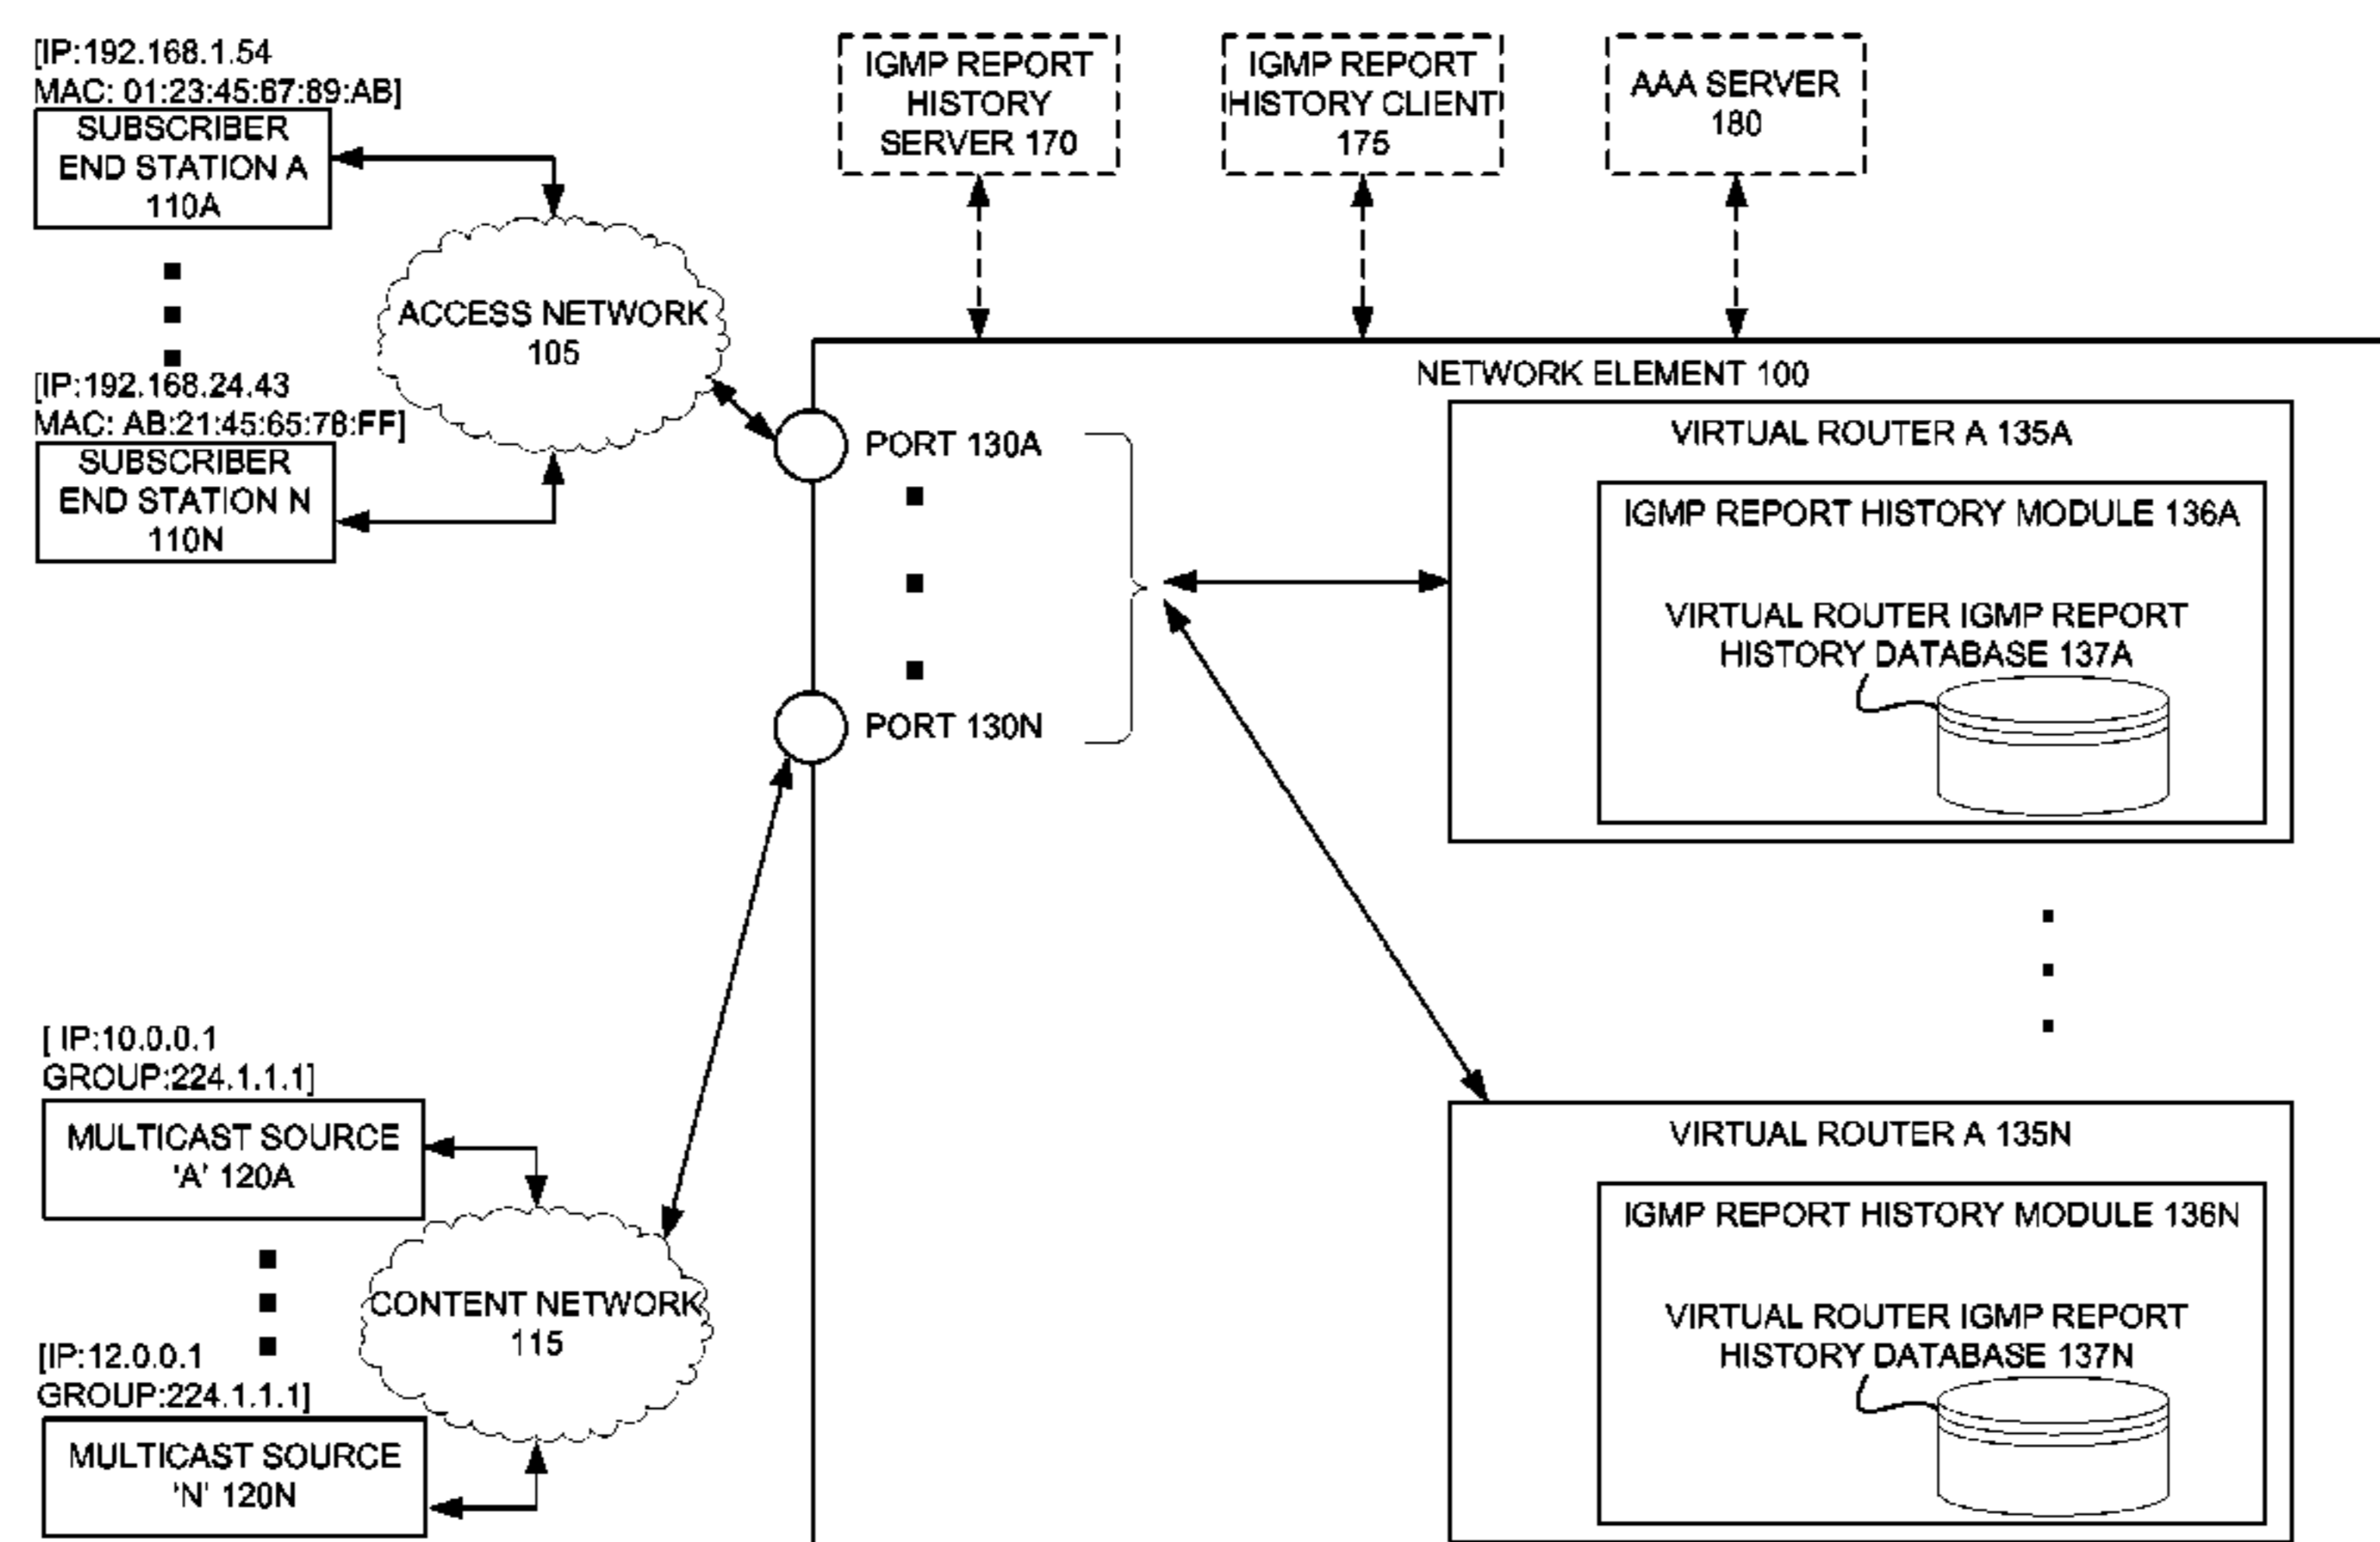 [IP:192.168.1.54
MAC: 01:23:45:67:89:AB]
SUBSCRIBER
END STATION A
110A
[IP:192.168.24.43
MAC: AB:21:45:65:78:FF]
SUBSCRIBER
END STATION N
110N
ACCESS NETWORK
105
IGMP REPORT
HISTORY
SERVER 170
IGMP REPORT
HISTORY CLIENT
175
AAA SERVER
180
NETWORK ELEMENT 100
PORT 130A
PORT 130N
VIRTUAL ROUTER A 135A
IGMP REPORT HISTORY MODULE 136A
VIRTUAL ROUTER IGMP REPORT
HISTORY DATABASE 137A
[ IP:10.0.0.1
GROUP:224.1.1.1]
MULTICAST SOURCE
'A' 120A
CONTENT NETWORK
115
[IP:12.0.0.1
GROUP:224.1.1.1]
MULTICAST SOURCE
'N' 120N
VIRTUAL ROUTER A 135N
IGMP REPORT HISTORY MODULE 136N
VIRTUAL ROUTER IGMP REPORT
HISTORY DATABASE 137N